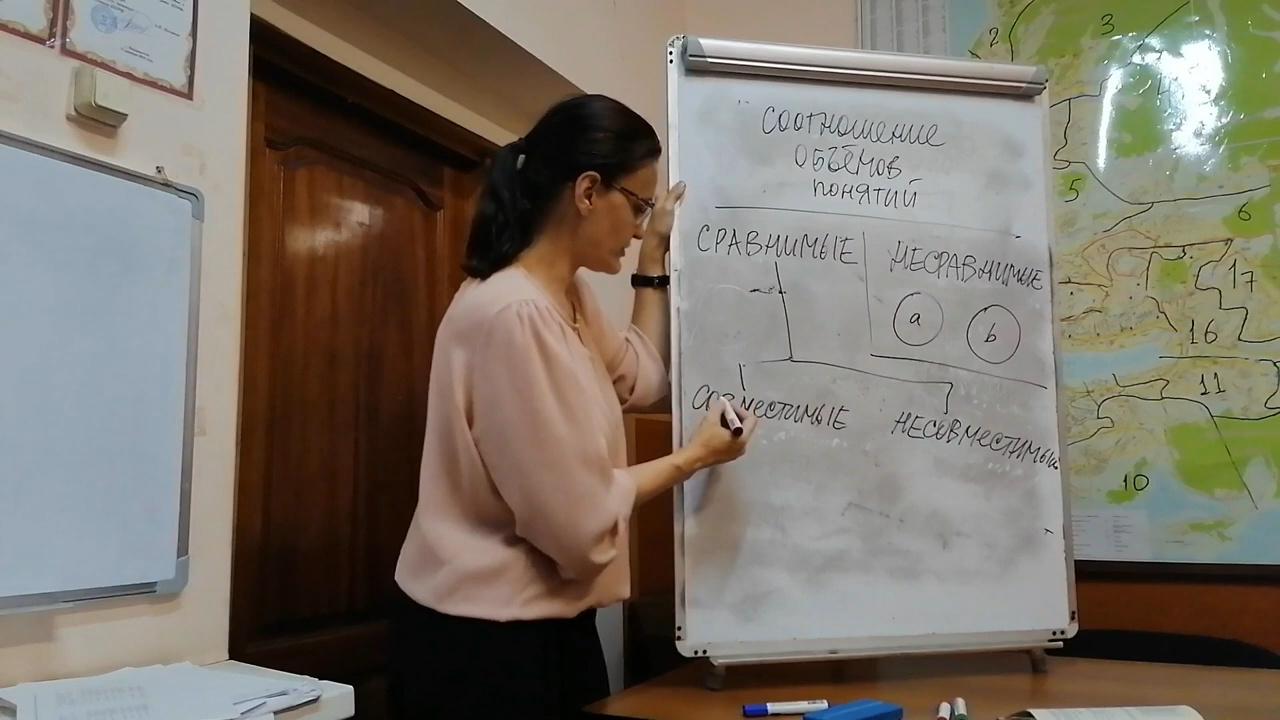 СООТНОШЕНИЕ
ОБЪЁМОВ
ПОНЯТИЙ
СРАВНИМЫЕ
НЕСРАВНИМЫЕ
a
b
СОВМЕСТИМЫЕ
НЕСОВМЕСТИМЫЕ
2
3
5
6
17
16
11
10